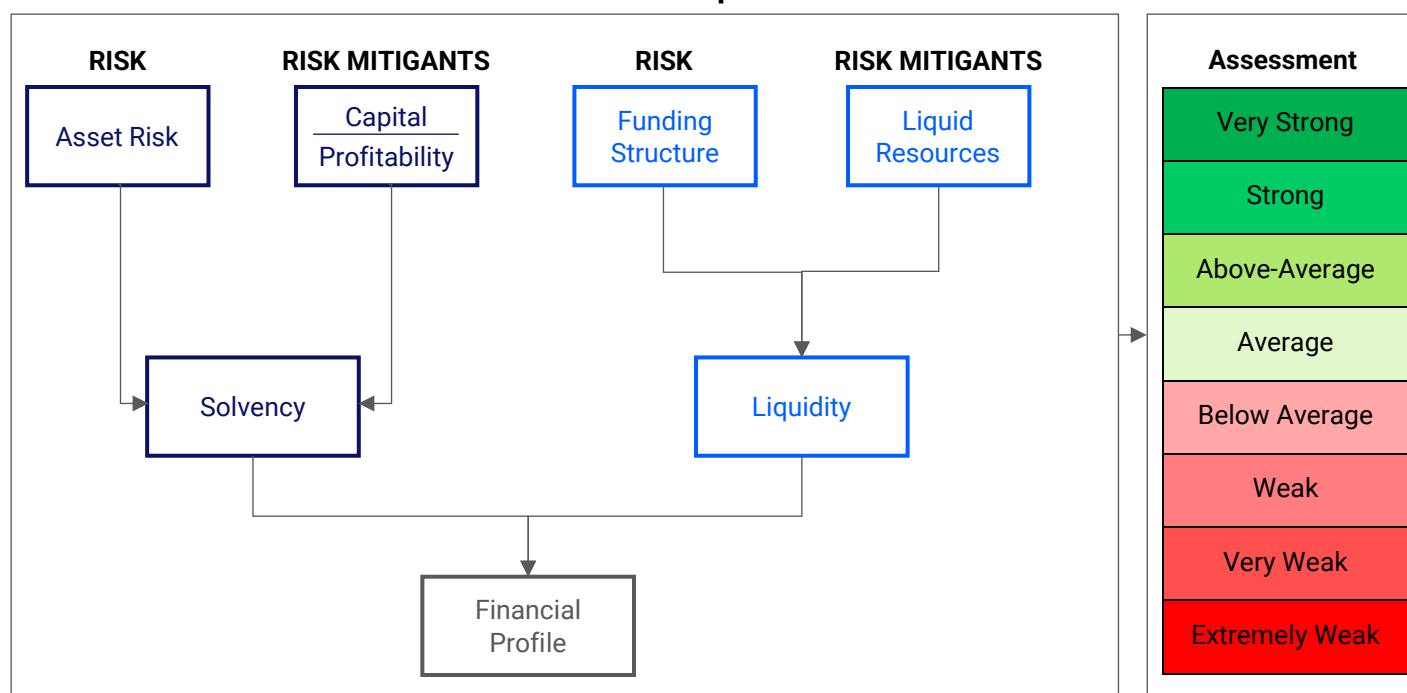 RISK
RISK MITIGANTS
RISK
RISK MITIGANTS
Asset Risk
Capital
Profitability
Funding
Structure
Liquid
Resources
Solvency
Liquidity
Financial
Profile
Assessment
Very Strong
Strong
Above-Average
Average
Below Average
Weak
Very Weak
Extremely Weak